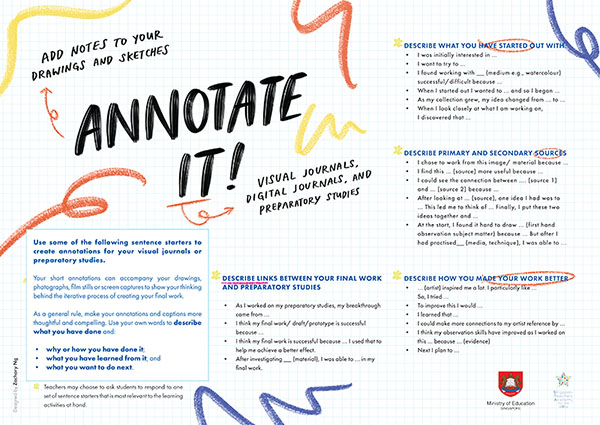 ADD NOTES TO YOUR
DRAWINGS AND SKETCHES
ANNOTATE
IT!
VISUAL JOURNALS,
DIGITAL JOURNALS, AND
PREPARATORY STUDIES
Use some of the following sentence starters to
create annotations for your visual journals or
preparatory studies.
Your short annotations can accompany your drawings,
photographs, film stills or screen captures to show your thinking
behind the iterative process of creating your final work.
As a general rule, make your annotations and captions more
thoughtful and compelling. Use your own words to describe
what you have done and:
• why or how you have done it;
• what you have learned from it; and
• what you want to do next.
Teachers may choose to ask students to respond to one
set of sentence starters that is most relevant to the learning
activities at hand.
Designed by Zachary Ng
DESCRIBE LINKS BETWEEN YOUR FINAL WORK
AND PREPARATORY STUDIES
• As I worked on my preparatory studies, my breakthrough
came from ...
• I think my final work/ draft/prototype is successful
because ...
• I think my final work is successful because ... I used that to
help me achieve a better effect.
• After investigating __ (material), I was able to ... in my
final work.
DESCRIBE WHAT YOU HAVE STARTED OUT WITH
• I was initially interested in ...
• I want to try to ...
• I found working with __ (medium e.g., watercolour)
successful/difficult because ...
• When I started out I wanted to ... and so I began ...
• As my collection grew, my idea changed from ... to ...
• When I look closely at what I am working on,
I discovered that ...
DESCRIBE PRIMARY AND SECONDARY SOURCES
• I chose to work from this image/ material because ...
• I find this ... (source) more useful because ...
• I could see the connection between .... (source 1)
and ... (source 2) because ...
• After looking at ... (source), one idea I had was to
... This led me to think of ... Finally, I put these two
ideas together and ...
• At the start, I found it hard to draw ... (first hand
observation subject matter) because ... But after I
had practised__ (media, technique), I was able to ...
DESCRIBE HOW YOU MADE YOUR WORK BETTER
• ... (artist) inspired me a lot. I particularly like ...
So, I tried ...
• To improve this I would ...
• I learned that ...
• I could make more connections to my artist reference by ...
• I think my observation skills have improved as I worked on
this ... because ... (evidence)
• Next I plan to ...
Ministry of Education
SINGAPORE